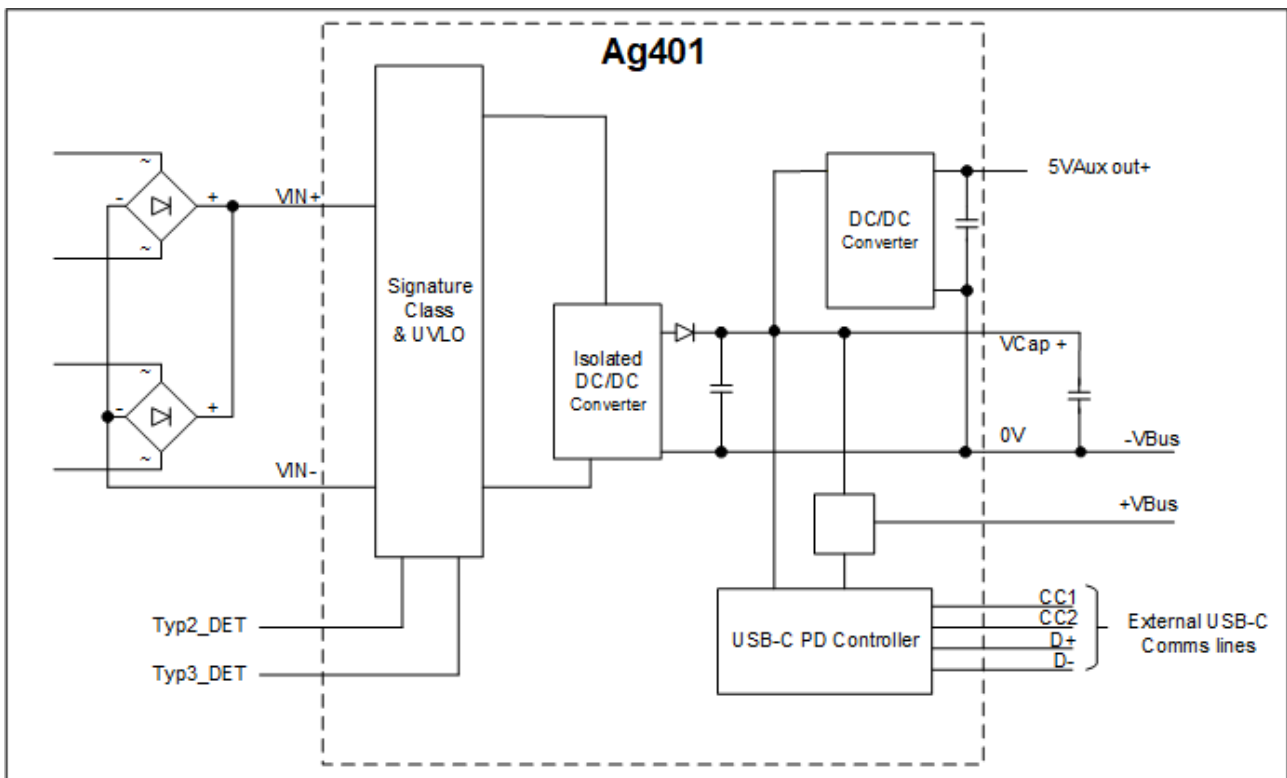 Ag401
~
5VAux out+
-
+
VIN+
DC/DC
Converter
~
Signature
Class
& UVLO
VCap +
Isolated
DC/DC
Converter
~
-
+
0V
-VBus
~
VIN-
+VBus
CC1
CC2
D+
D-
USB-C PD Controller
External USB-C
Comms lines
Typ2_DET
Typ3_DET